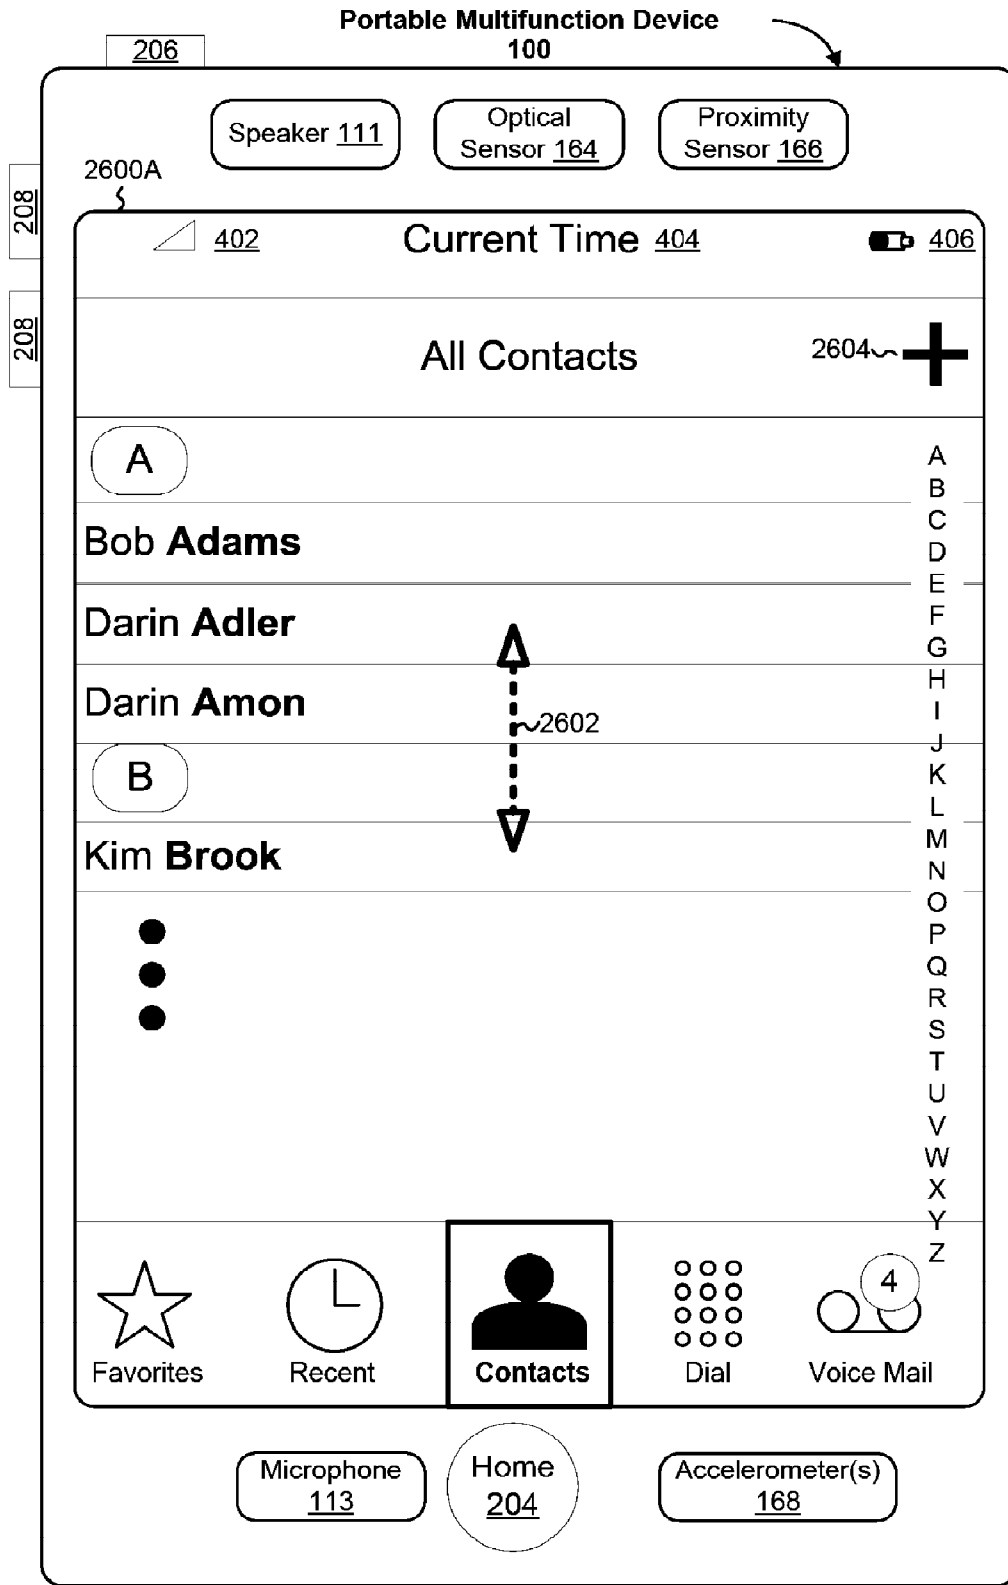 Portable Multifunction Device
100
206
Speaker 111
Optical
Sensor 164
Proximity
Sensor 166
2600A
208
208
402
Current Time 404
406
All Contacts
2604
A
Bob Adams
Darin Adler
Darin Amon
2602
B
Kim Brook
A
B
C
D
E
F
G
H
I
J
K
L
M
N
O
P
Q
R
S
T
U
V
W
X
Y
Z
4
Favorites
Recent
Contacts
Dial
Voice Mail
Microphone
113
Home
204
Accelerometer(s)
168